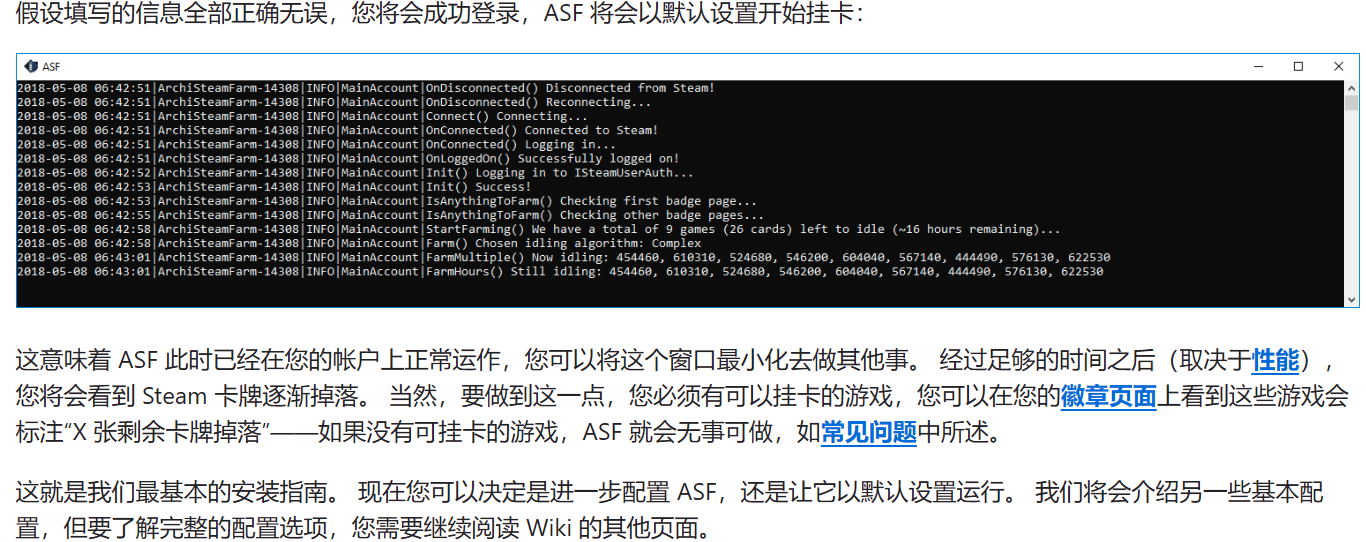 假设填写的信息全部正确无误，您将会成功登录，ASF 将会以默认设置开始挂卡：
ASF
2018-05-08 06:42:51|ArchiSteamFarm-14308|INFO|MainAccount|OnDisconnected() Disconnected from Steam!
2018-05-08 06:42:51|ArchiSteamFarm-14308|INFO|MainAccount|OnDisconnected() Reconnecting...
2018-05-08 06:42:51|ArchiSteamFarm-14308|INFO|MainAccount|Connect() Connecting...
2018-05-08 06:42:51|ArchiSteamFarm-14308|INFO|MainAccount|OnConnected() Connected to Steam!
2018-05-08 06:42:51|ArchiSteamFarm-14308|INFO|MainAccount|OnConnected() Logging in...
2018-05-08 06:42:51|ArchiSteamFarm-14308|INFO|MainAccount|OnLoggedOn() Successfully logged on!
2018-05-08 06:42:52|ArchiSteamFarm-14308|INFO|MainAccount|Init() Logging in to ISteamUserAuth...
2018-05-08 06:42:53|ArchiSteamFarm-14308|INFO|MainAccount|Init() Success!
2018-05-08 06:42:53|ArchiSteamFarm-14308|INFO|MainAccount|IsAnythingToFarm() Checking first badge page...
2018-05-08 06:42:55|ArchiSteamFarm-14308|INFO|MainAccount|IsAnythingToFarm() Checking other badge pages...
2018-05-08 06:42:58|ArchiSteamFarm-14308|INFO|MainAccount|StartFarming() We have a total of 9 games (26 cards) left to idle (~16 hours remaining)...
2018-05-08 06:42:58|ArchiSteamFarm-14308|INFO|MainAccount|Farm() Chosen idling algorithm: Complex
2018-05-08 06:43:01|ArchiSteamFarm-14308|INFO|MainAccount|FarmMultiple() Now idling: 454460, 610310, 524680, 546200, 604040, 567140, 444490, 576130, 622530
2018-05-08 06:43:01|ArchiSteamFarm-14308|INFO|MainAccount|FarmHours() Still idling: 454460, 610310, 524680, 546200, 604040, 567140, 444490, 576130, 622530
这意味着 ASF 此时已经在您的帐户上正常运作，您可以将这个窗口最小化去做其他事。 经过足够的时间之后（取决于性能），
您将会看到 Steam 卡牌逐渐掉落。 当然，要做到这一点，您必须有可以挂卡的游戏，您可以在您的徽章页面上看到这些游戏会
标注“X 张剩余卡牌掉落”——如果没有可挂卡的游戏，ASF 就会无事可做，如常见问题中所述。
这就是我们最基本的安装指南。 现在您可以决定是进一步配置 ASF，还是让它以默认设置运行。 我们将会介绍另一些基本配
置，但要了解完整的配置选项，您需要继续阅读 Wiki 的其他页面。